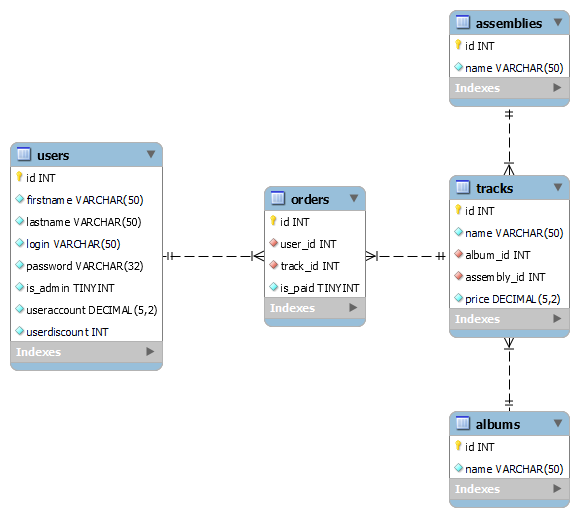 assemblies
id INT
name VARCHAR(50)
Indexes
users
id INT
firstname VARCHAR(50)
lastname VARCHAR(50)
login VARCHAR(50)
password VARCHAR(32)
is_admin TINYINT
useraccount DECIMAL(5,2)
userdiscount INT
Indexes
orders
id INT
user_id INT
track_id INT
is_paid TINYINT
Indexes
tracks
id INT
name VARCHAR(50)
album_id INT
assembly_id INT
price DECIMAL(5,2)
Indexes
albums
id INT
name VARCHAR(50)
Indexes